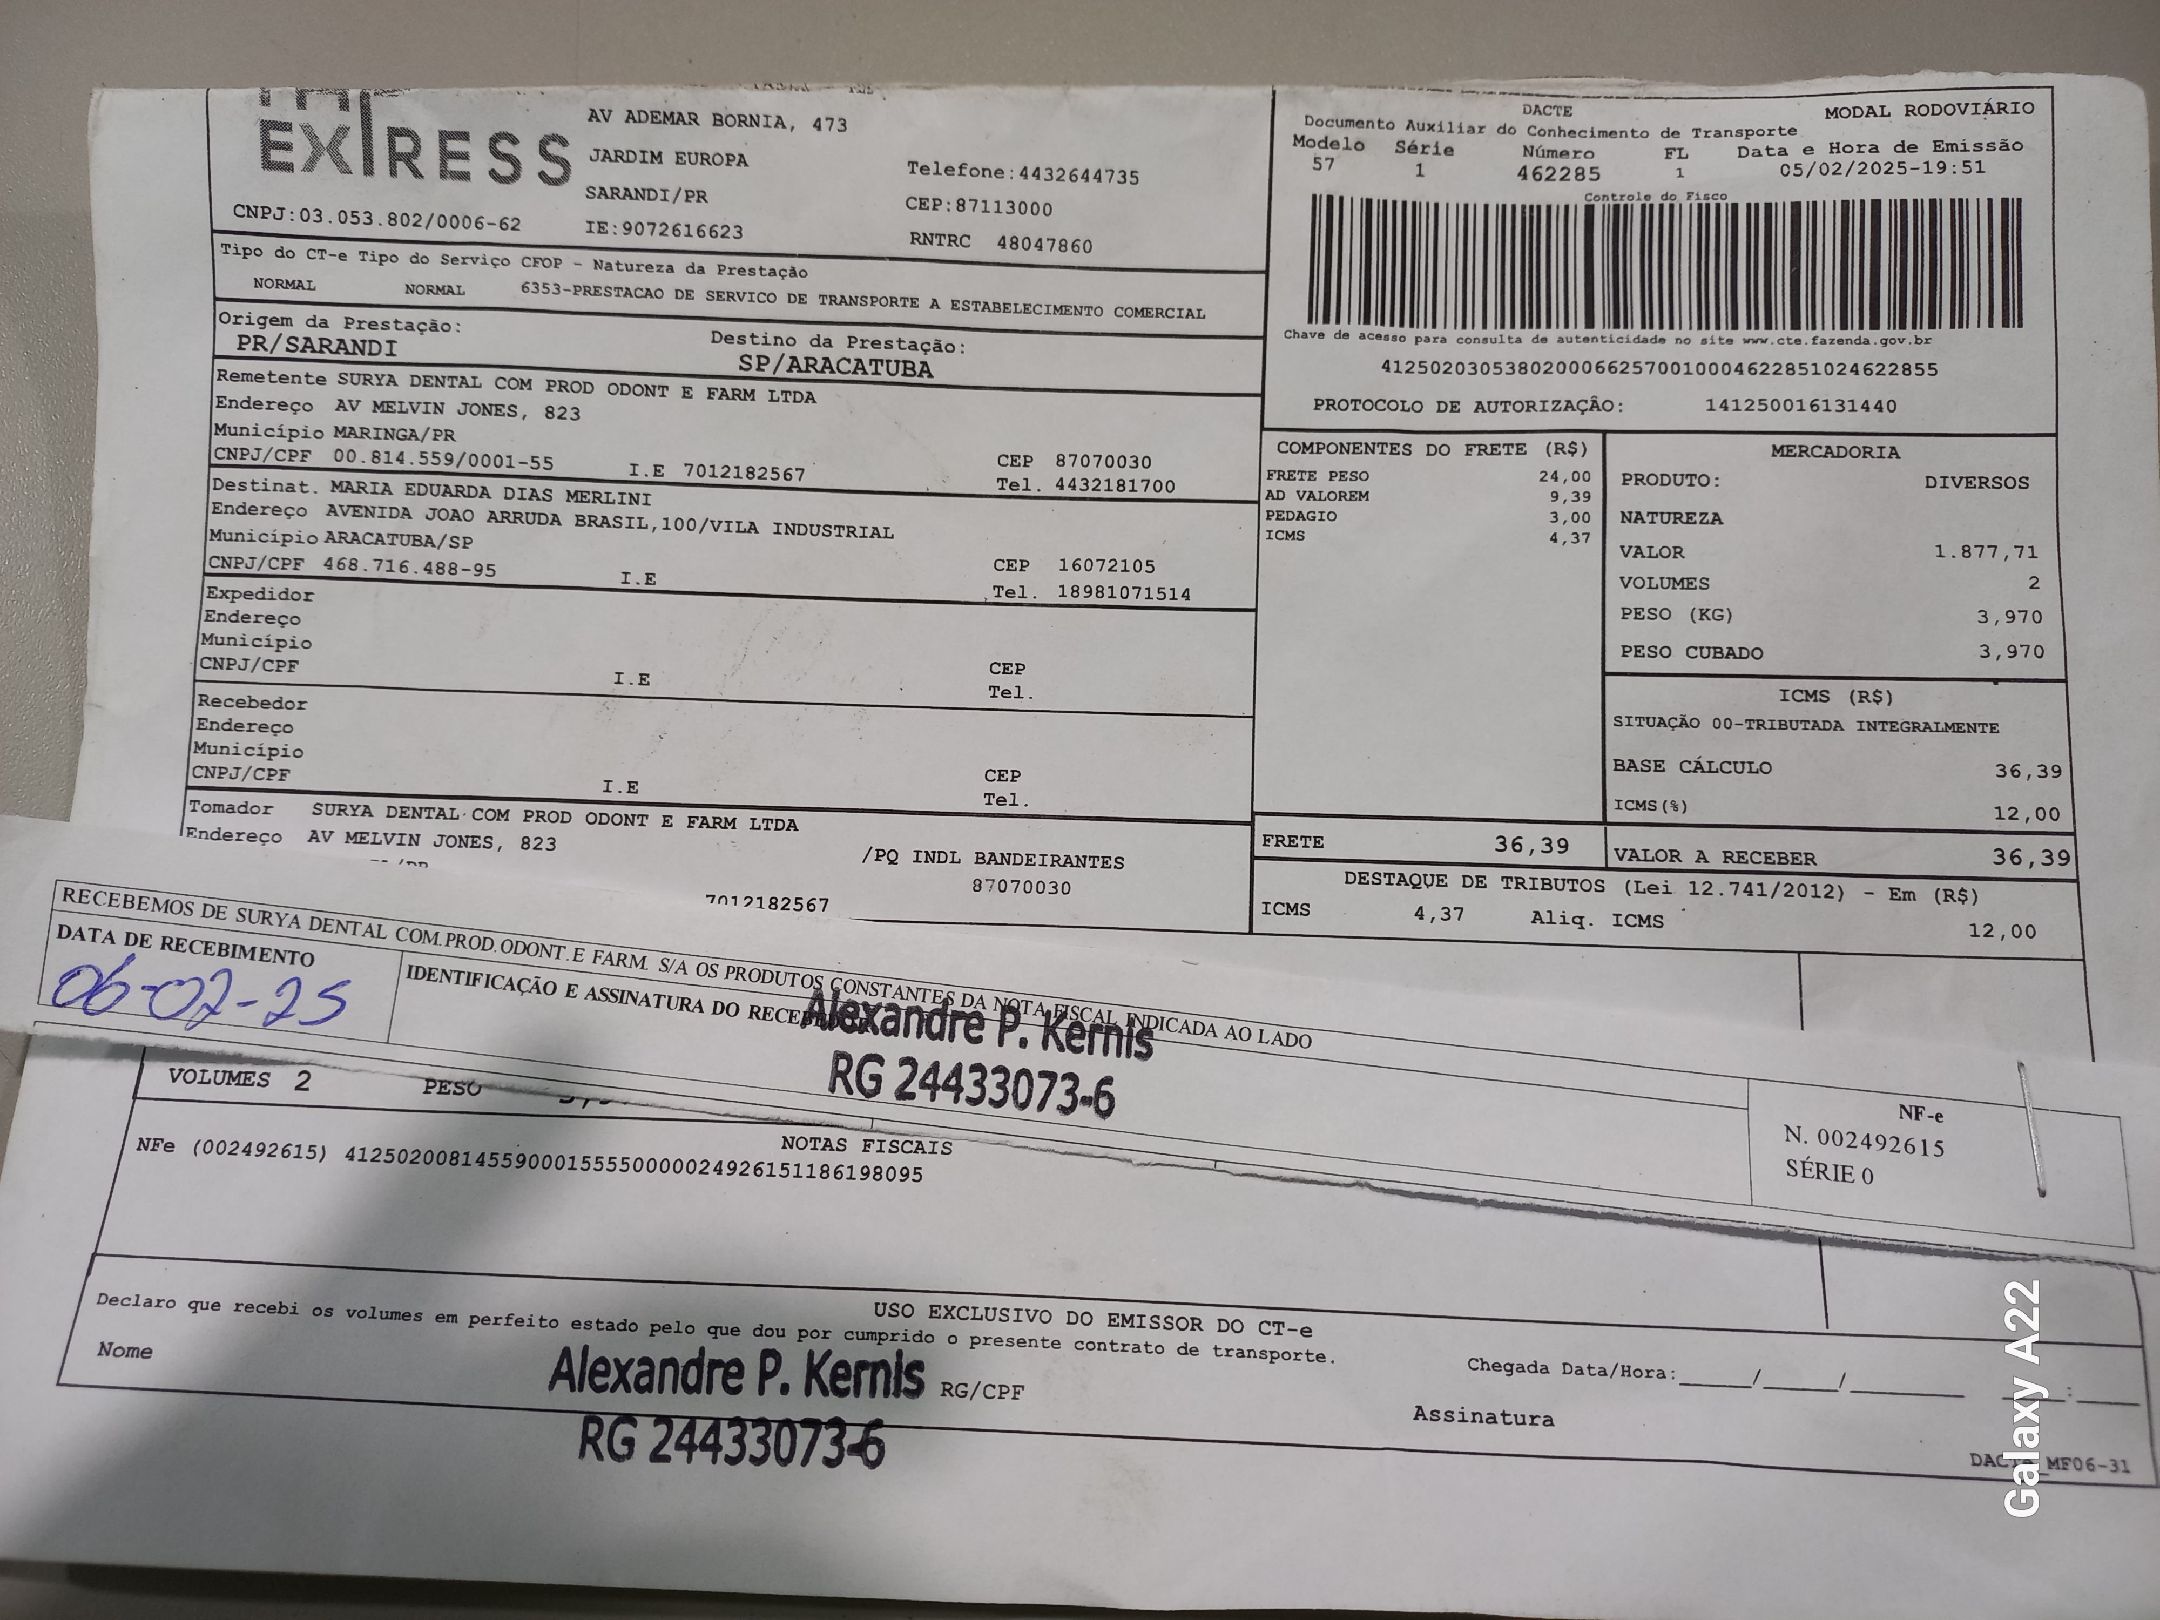 EXPRESS
AV ADEMAR BORNIA, 473
JARDIM EUROPA
SARANDI/PR
Telefone:4432644735
CEP:87113000
CNPJ:03.053.802/0006-62
IE:9072616623
RNTRC 48047860
DACTE
MODAL RODOVIÁRIO
Documento Auxiliar do Conhecimento de Transporte
Modelo Série Número FL Data e Hora de Emissão
57 1 462285 1 05/02/2025-19:51
Controle do Fisco
Chave de acesso para consulta de autenticidade no site www.cte.fazenda.gov.br
41250203053802000662570010004622851024622855
PROTOCOLO DE AUTORIZAÇÂO: 141250016131440
Tipo do CT-e Tipo do Serviço CFOP - Natureza da Prestação
NORMAL NORMAL 6353-PRESTACAO DE SERVICO DE TRANSPORTE A ESTABELECIMENTO COMERCIAL
Origem da Prestação: Destino da Prestação:
PR/SARANDI SP/ARACATUBA
Remetente SURYA DENTAL COM PROD ODONT E FARM LTDA
Endereço AV MELVIN JONES, 823
Município MARINGA/PR CEP 87070030
CNPJ/CPF 00.814.559/0001-55 I.E 7012182567 Tel. 4432181700
Destinat. MARIA EDUARDA DIAS MERLINI
Endereço AVENIDA JOAO ARRUDA BRASIL,100/VILA INDUSTRIAL
Município ARACATUBA/SP CEP 16072105
CNPJ/CPF 468.716.488-95 I.E Tel. 18981071514
Expedidor
Endereço
Município CEP
CNPJ/CPF I.E Tel.
Recebedor
Endereço
Município CEP
CNPJ/CPF I.E Tel.
Tomador SURYA DENTAL COM PROD ODONT E FARM LTDA
Endereço AV MELVIN JONES, 823 /PQ INDL BANDEIRANTES
87070030
7012182567
COMPONENTES DO FRETE (R$)
FRETE PESO 24,00
AD VALOREM 9,39
PEDAGIO 3,00
ICMS 4,37
MERCADORIA
PRODUTO: DIVERSOS
NATUREZA
VALOR 1.877,71
VOLUMES 2
PESO (KG) 3,970
PESO CUBADO 3,970
ICMS (R$)
SITUAÇÃO 00-TRIBUTADA INTEGRALMENTE
BASE CÁLCULO 36,39
ICMS(%) 12,00
FRETE 36,39 VALOR A RECEBER 36,39
DESTAQUE DE TRIBUTOS (Lei 12.741/2012) - Em (R$)
ICMS 4,37 Aliq. ICMS 12,00
RECEBEMOS DE SURYA DENTAL COM.PROD.ODONT.E FARM. S/A OS PRODUTOS CONSTANTES DA NOTA FISCAL INDICADA AO LADO
DATA DE RECEBIMENTO IDENTIFICAÇÃO E ASSINATURA DO
06-02-25
Alexandre P. Kernis
RG 24433073-6
NF-e
N. 002492615
SÉRIE 0
VOLUMES 2 PESO
NOTAS FISCAIS
NFe (002492615) 41250200814559000155550000024926151186198095
USO EXCLUSIVO DO EMISSOR DO CT-e
Declaro que recebi os volumes em perfeito estado pelo que dou por cumprido o presente contrato de transporte.
Nome RG/CPF Chegada Data/Hora:_____/_____/_______ ____:____
Alexandre P. Kernis
RG 24433073-6
Assinatura
MF06-31
Galaxy A22